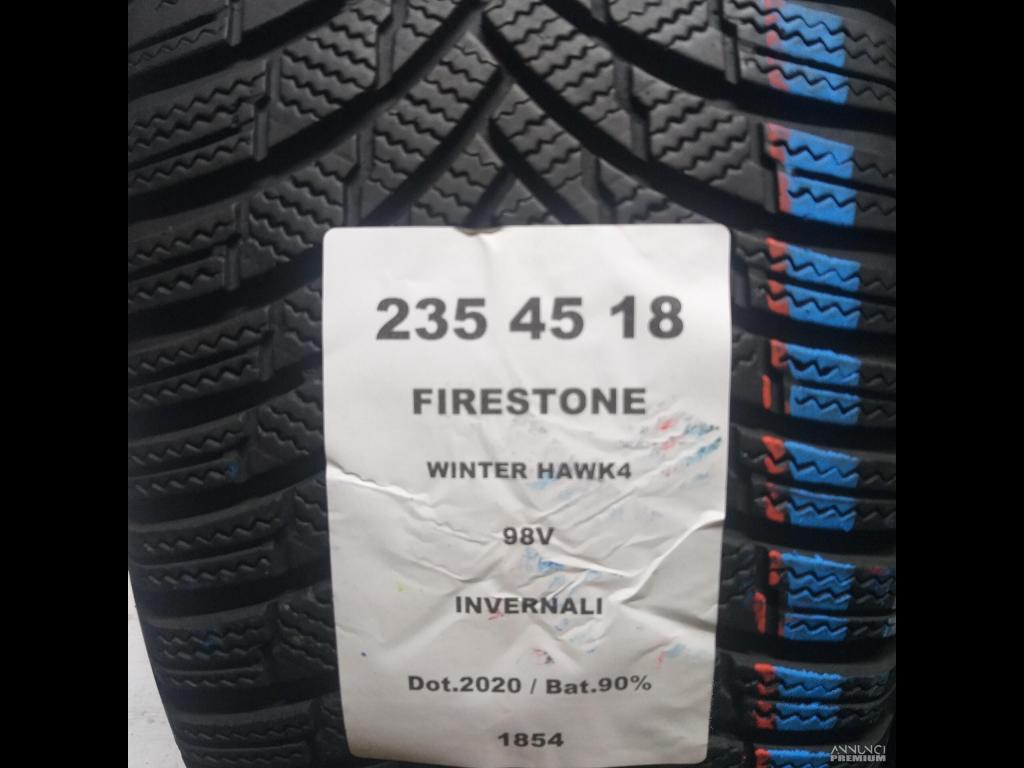 235 45 18
FIRESTONE
WINTER HAWK4
98V
INVERNALI
Dot.2020 / Bat.90%
1854
ANNUNCI
PREMIUM